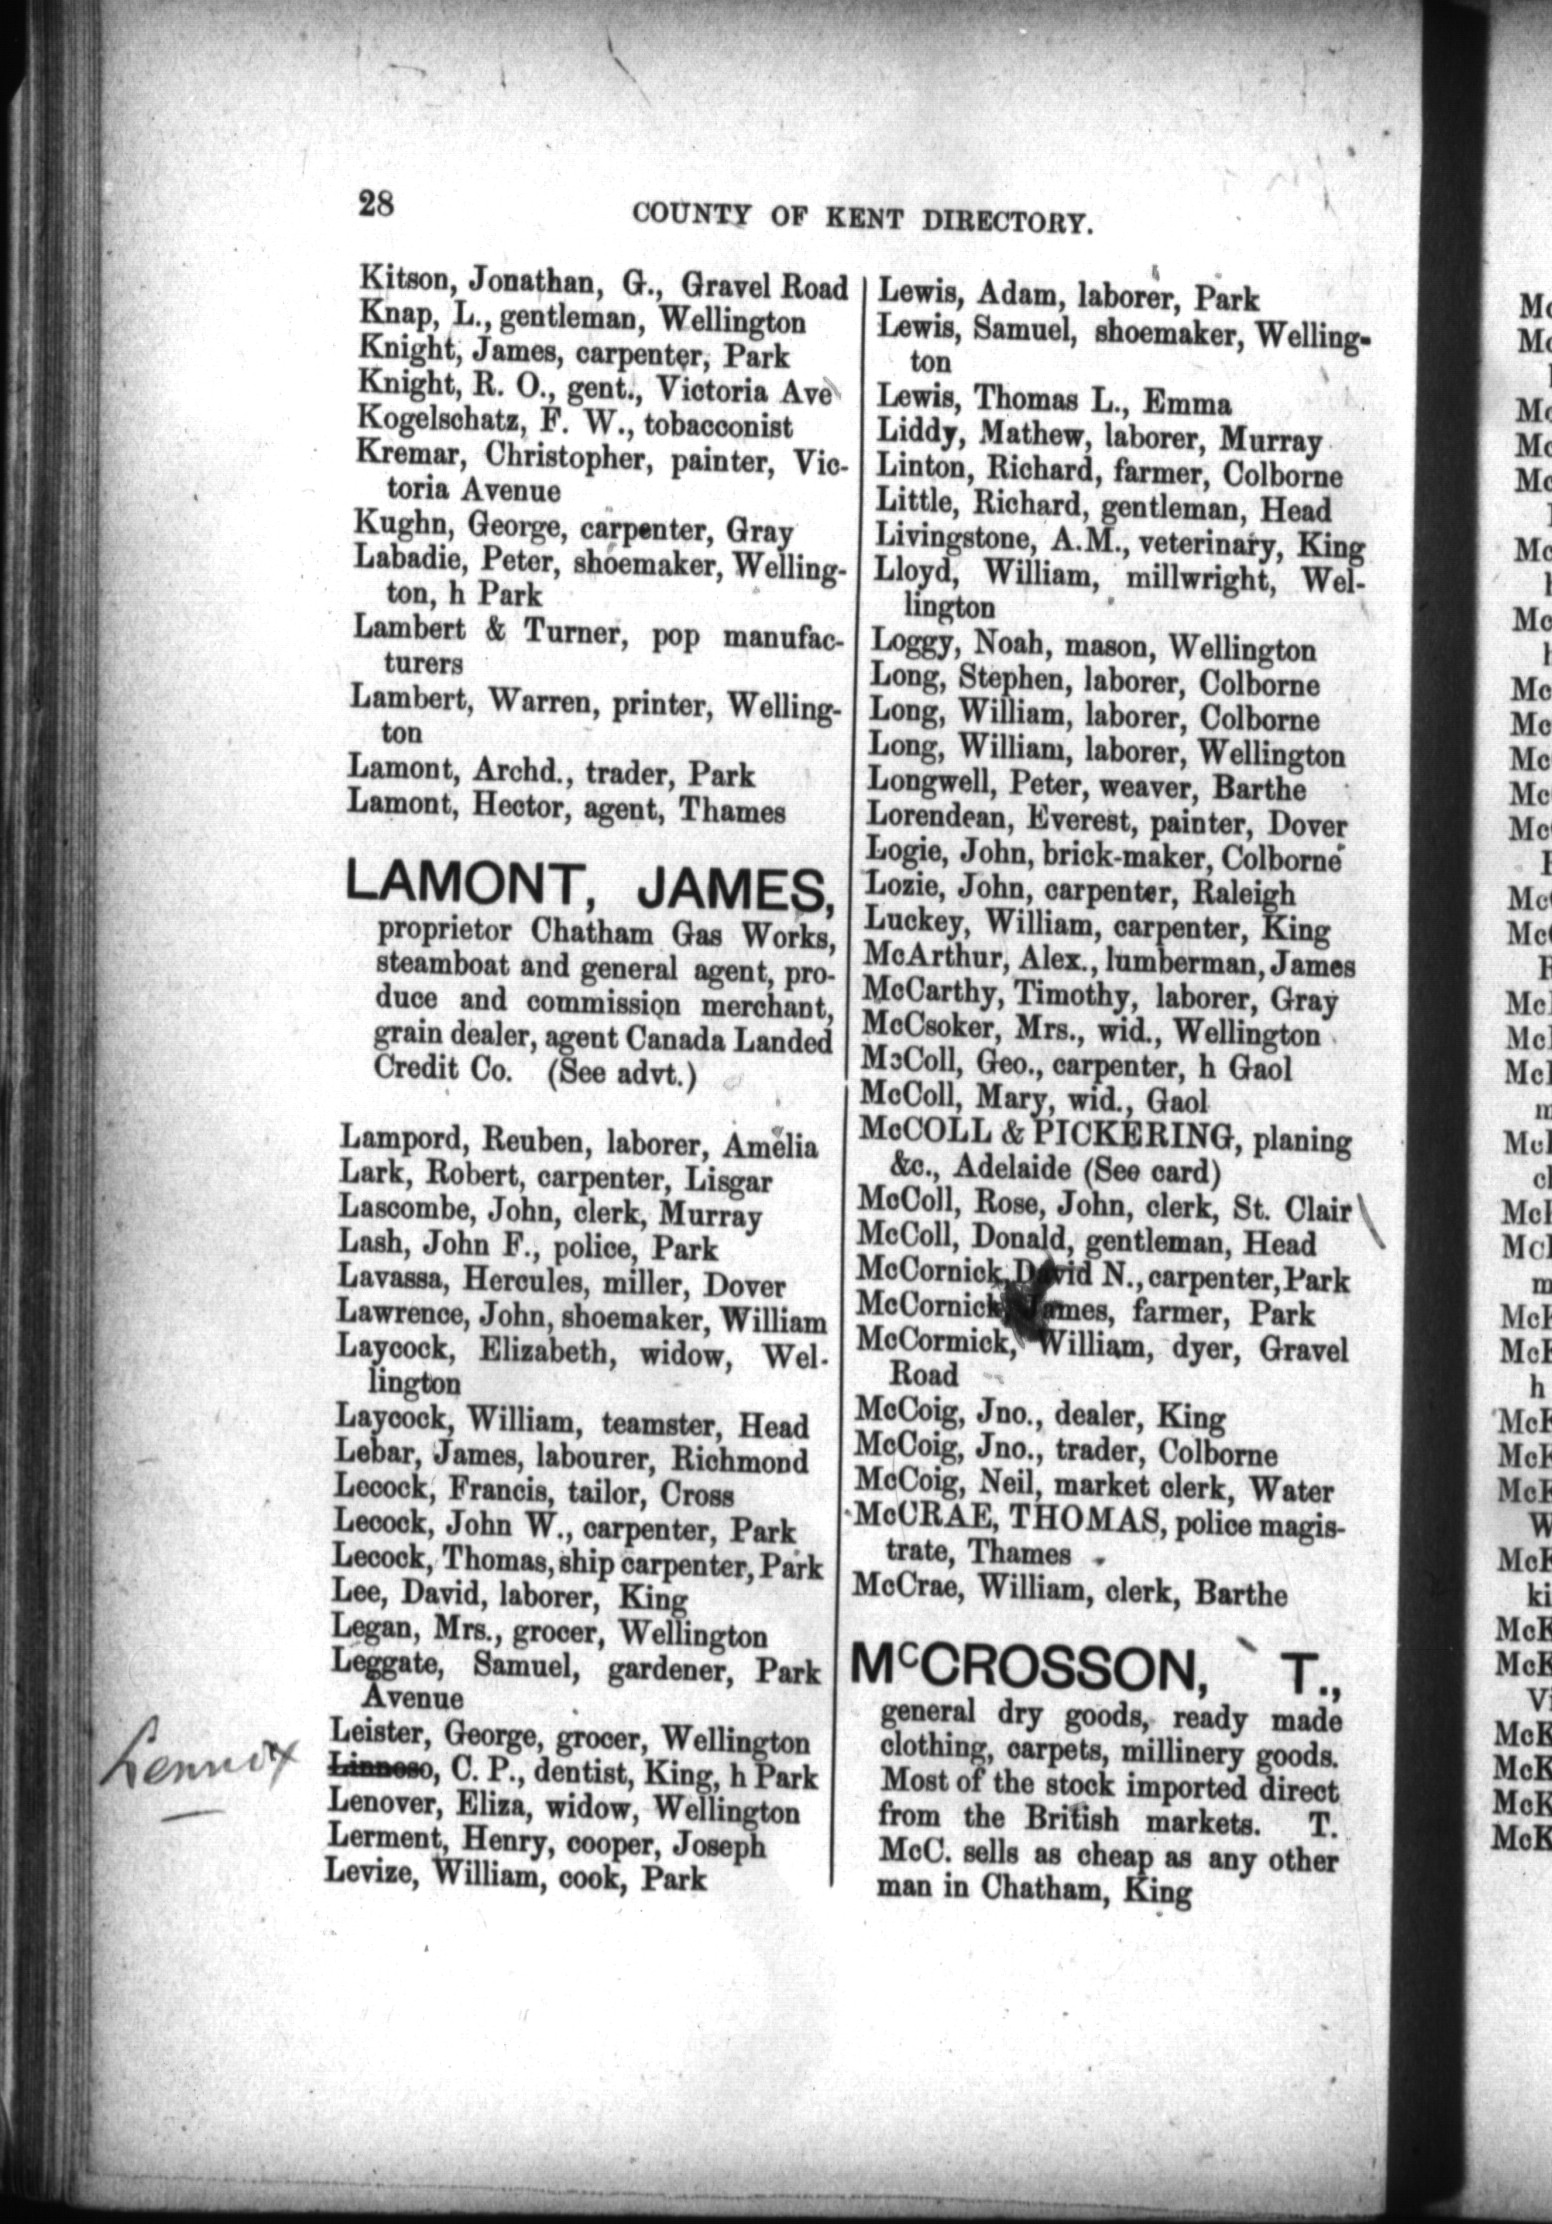 28
COUNTY OF KENT DIRECTORY.
Kitson, Jonathan, G., Gravel Road
Knap, L., gentleman, Wellington
Knight, James, carpenter, Park
Knight, R. O., gent., Victoria Ave
Kogelschatz, F. W., tobacconist
Kremar, Christopher, painter, Vic-
toria Avenue
Kughn, George, carpenter, Gray
Labadie, Peter, shoemaker, Welling-
ton, h Park
Lambert & Turner, pop manufac-
turers
Lambert, Warren, printer, Welling-
ton
Lamont, Archd., trader, Park
Lamont, Hector, agent, Thames
LAMONT, JAMES,
proprietor Chatham Gas Works,
steamboat and general agent, pro-
duce and commission merchant,
grain dealer, agent Canada Landed
Credit Co. (See advt.)
Lampord, Reuben, laborer, Amelia
Lark, Robert, carpenter, Lisgar
Lascombe, John, clerk, Murray
Lash, John F., police, Park
Lavassa, Hercules, miller, Dover
Lawrence, John, shoemaker, William
Laycock, Elizabeth, widow, Wel-
lington
Laycock, William, teamster, Head
Lebar, James, labourer, Richmond
Lecock, Francis, tailor, Cross
Lecock, John W., carpenter, Park
Lecock, Thomas, ship carpenter, Park
Lee, David, laborer, King
Legan, Mrs., grocer, Wellington
Leggate, Samuel, gardener, Park
Avenue
Leister, George, grocer, Wellington
Lennox
C. P., dentist, King, h Park
Lenover, Eliza, widow, Wellington
Lerment, Henry, cooper, Joseph
Levize, William, cook, Park
Lewis, Adam, laborer, Park
Lewis, Samuel, shoemaker, Welling-
ton
Lewis, Thomas L., Emma
Liddy, Mathew, laborer, Murray
Linton, Richard, farmer, Colborne
Little, Richard, gentleman, Head
Livingstone, A.M., veterinary, King
Lloyd, William, millwright, Wel-
lington
Loggy, Noah, mason, Wellington
Long, Stephen, laborer, Colborne
Long, William, laborer, Colborne
Long, William, laborer, Wellington
Longwell, Peter, weaver, Barthe
Lorendean, Everest, painter, Dover
Logie, John, brick-maker, Colborne
Lozie, John, carpenter, Raleigh
Luckey, William, carpenter, King
McArthur, Alex., lumberman, James
McCarthy, Timothy, laborer, Gray
McCsoker, Mrs., wid., Wellington
McColl, Geo., carpenter, h Gaol
McColl, Mary, wid., Gaol
McCOLL & PICKERING, planing
&c., Adelaide (See card)
McColl, Rose, John, clerk, St. Clair
McColl, Donald, gentleman, Head
McCornick, David N., carpenter, Park
McCornick, James, farmer, Park
McCormick, William, dyer, Gravel
Road
McCoig, Jno., dealer, King
McCoig, Jno., trader, Colborne
McCoig, Neil, market clerk, Water
McCRAE, THOMAS, police magis-
trate, Thames
McCrae, William, clerk, Barthe
McCROSSON, T.,
general dry goods, ready made
clothing, carpets, millinery goods.
Most of the stock imported direct
from the British markets. T.
McC. sells as cheap as any other
man in Chatham, King